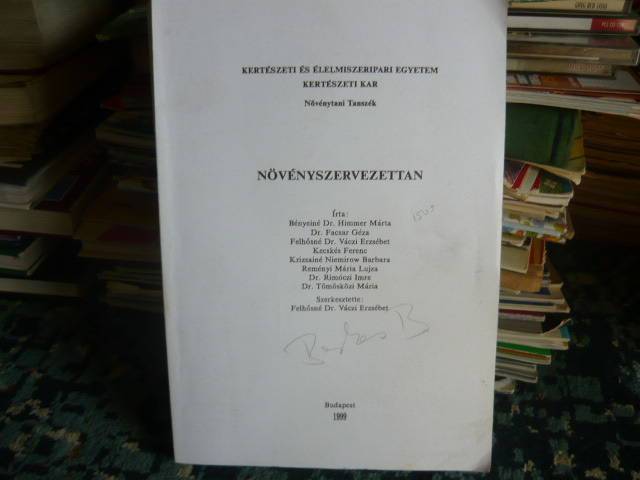 KERTÉSZETI ÉS ÉLELMISZERIPARI EGYETEM
KERTÉSZETI KAR
Növénytani Tanszék
NÖVÉNYSZERVEZETTAN
Írta:
Bényeiné Dr. Himmer Márta
Dr. Facsar Géza
Felhősné Dr. Váczi Erzsébet
Kecskés Ferenc
Krizsainé Niemirow Barbara
Reményi Mária Lujza
Dr. Rimóczi Imre
Dr. Tömösközi Mária
Szerkesztette:
Felhősné Dr. Váczi Erzsébet
Budapest
1999